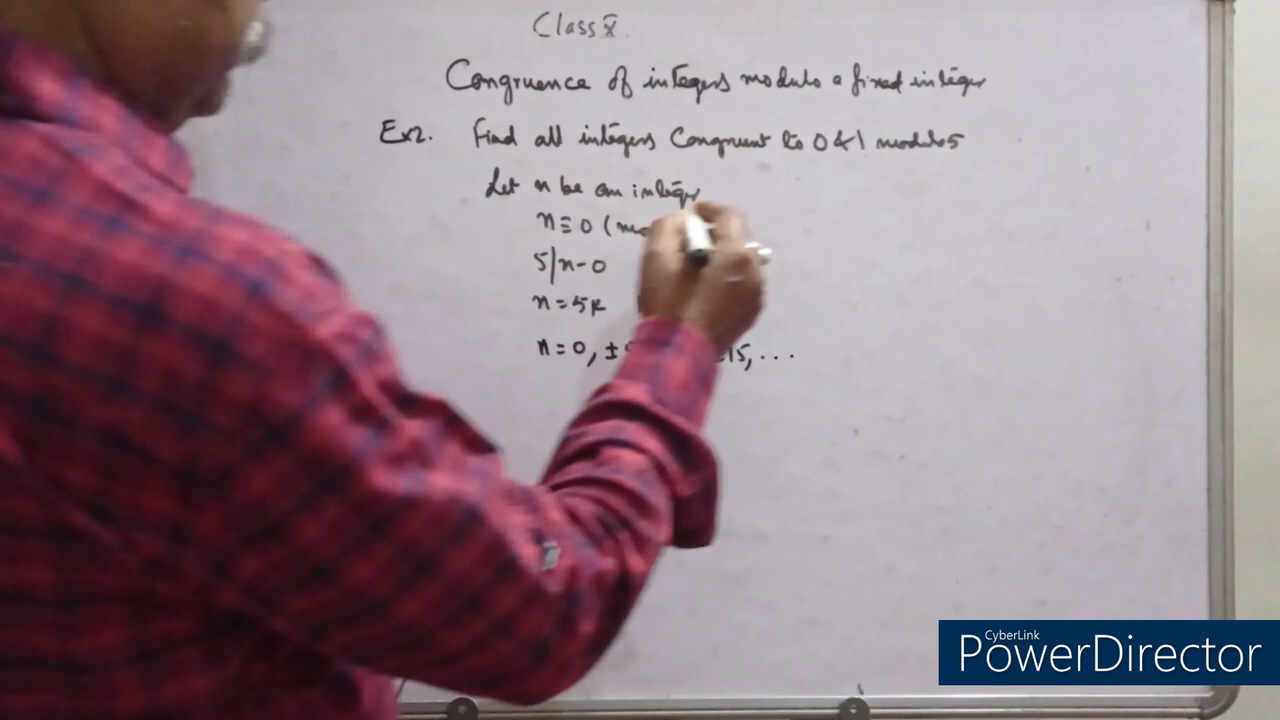 Class X.
Congruence of integers modulo a fixed integer
Ex2. Find all integers Congruent to 0 & 1 modulo 5
Let n be an integer
n ≡ 0 (mo
5/n-0
n = 5k
n = 0, ± 15, ...
CyberLink
PowerDirector